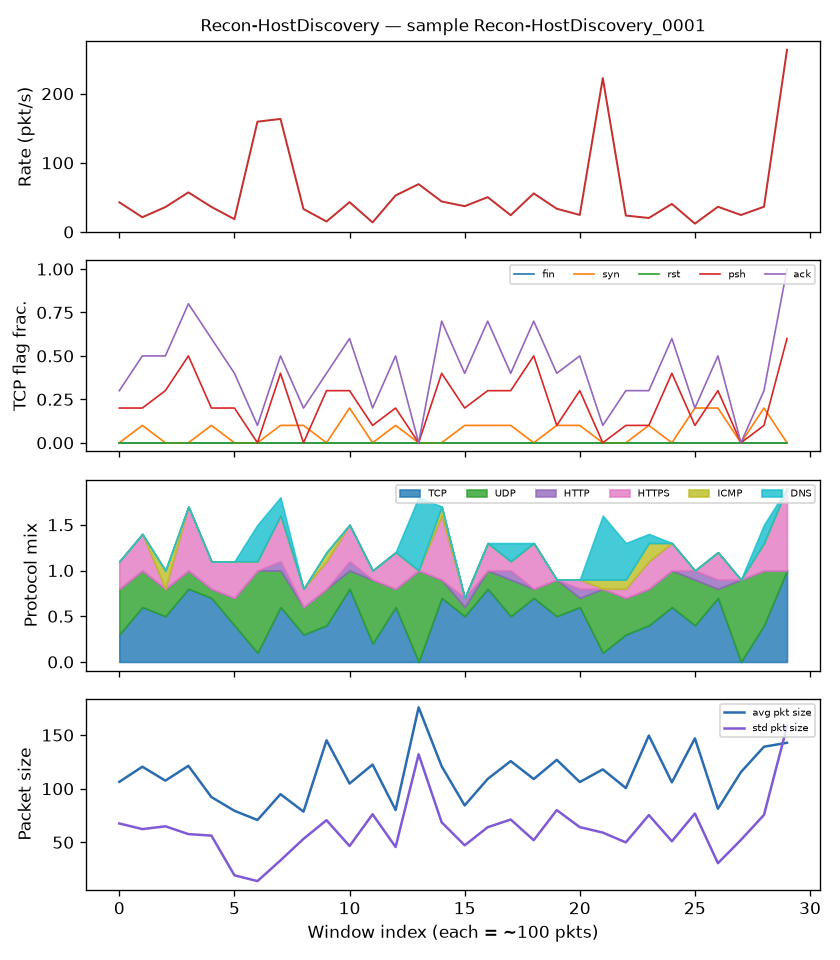 Recon-HostDiscovery — sample Recon-HostDiscovery_0001
Rate (pkt/s)
200
100
0
TCP flag frac.
1.00
0.75
0.50
0.25
0.00
fin syn rst psh ack
Protocol mix
1.5
1.0
0.5
0.0
TCP UDP HTTP HTTPS ICMP DNS
Packet size
150
100
50
avg pkt size
std pkt size
0 5 10 15 20 25 30
Window index (each = ~100 pkts)